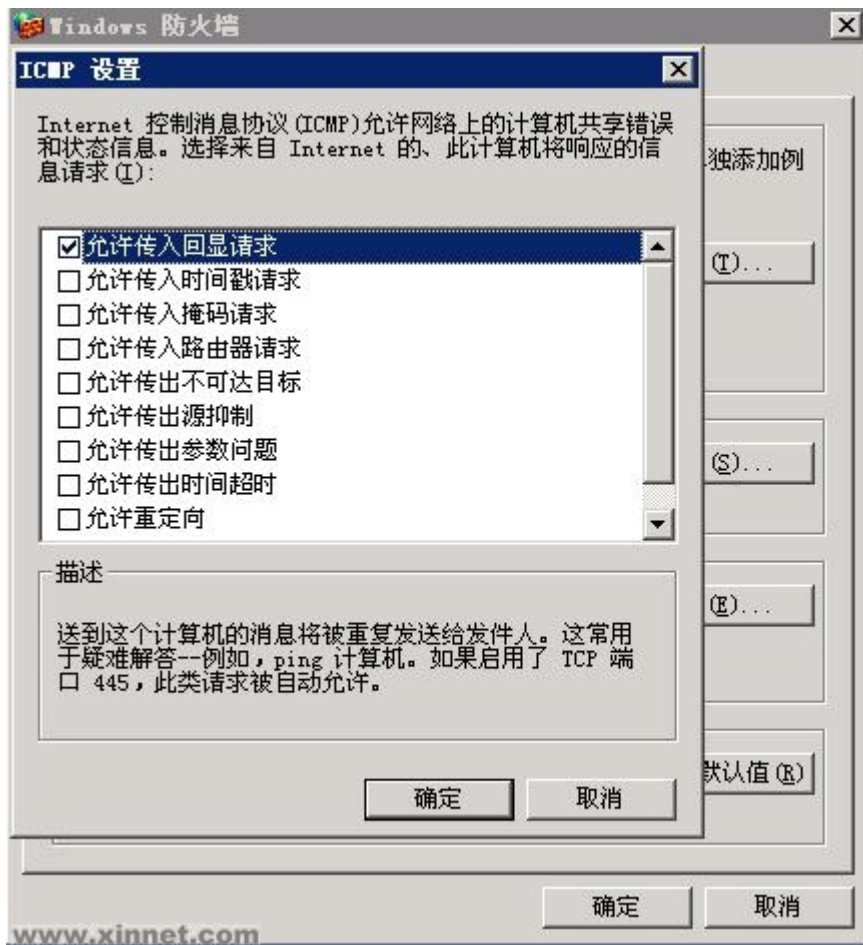 Windows 防火墙
ICMP 设置
Internet 控制消息协议(ICMP)允许网络上的计算机共享错误
和状态信息。选择来自 Internet 的、此计算机将响应的信
息请求(I):
独添加例
允许传入回显请求
(T)...
允许传入时间戳请求
允许传入掩码请求
允许传入路由器请求
允许传出不可达目标
允许传出源抑制
允许传出参数问题
(S)...
允许传出时间超时
允许重定向
描述
(E)...
送到这个计算机的消息将被重复发送给发件人。这常用
于疑难解答--例如，ping 计算机。如果启用了 TCP 端
口 445，此类请求被自动允许。
默认值(R)
确定
取消
确定
取消
www.xinnet.com